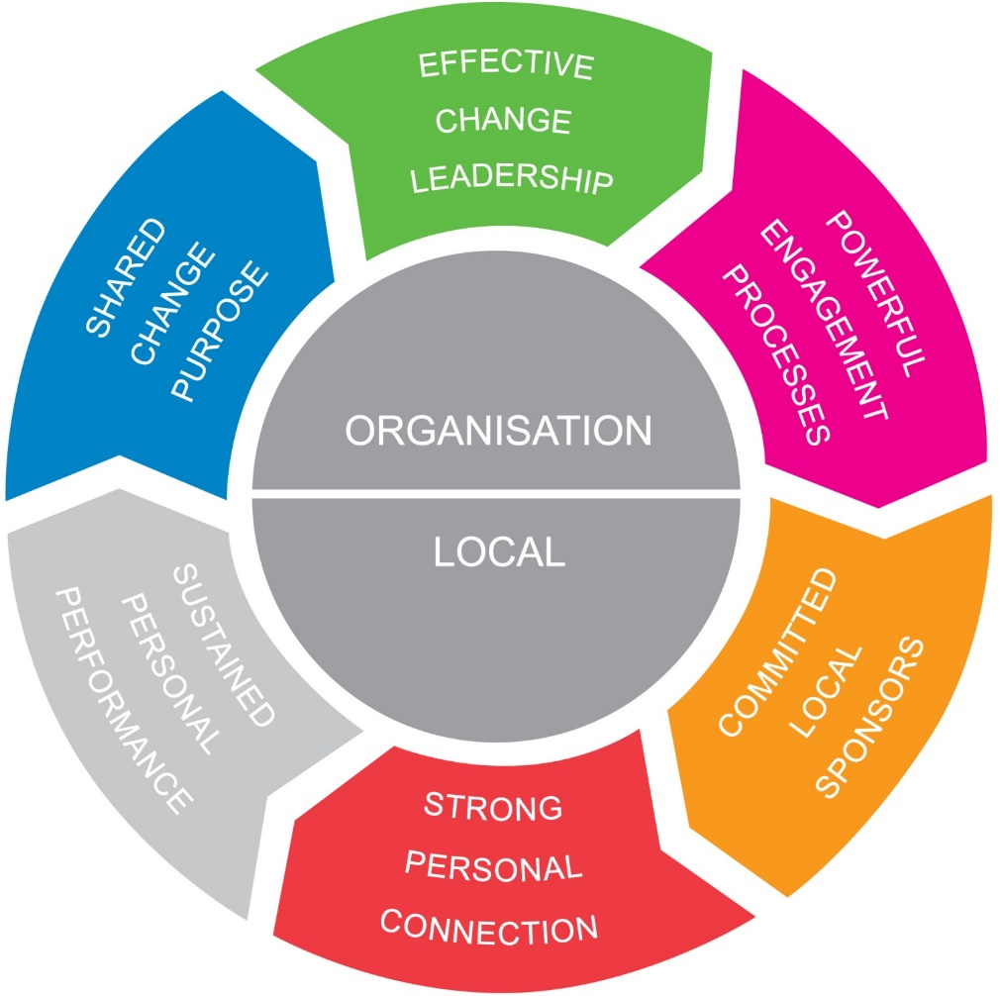 EFFECTIVE
CHANGE
LEADERSHIP
POWERFUL
ENGAGEMENT
PROCESSES
COMMITTED
LOCAL
SPONSORS
STRONG
PERSONAL
CONNECTION
SUSTAINED
PERSONAL
PERFORMANCE
SHARED
CHANGE
PURPOSE
ORGANISATION
LOCAL